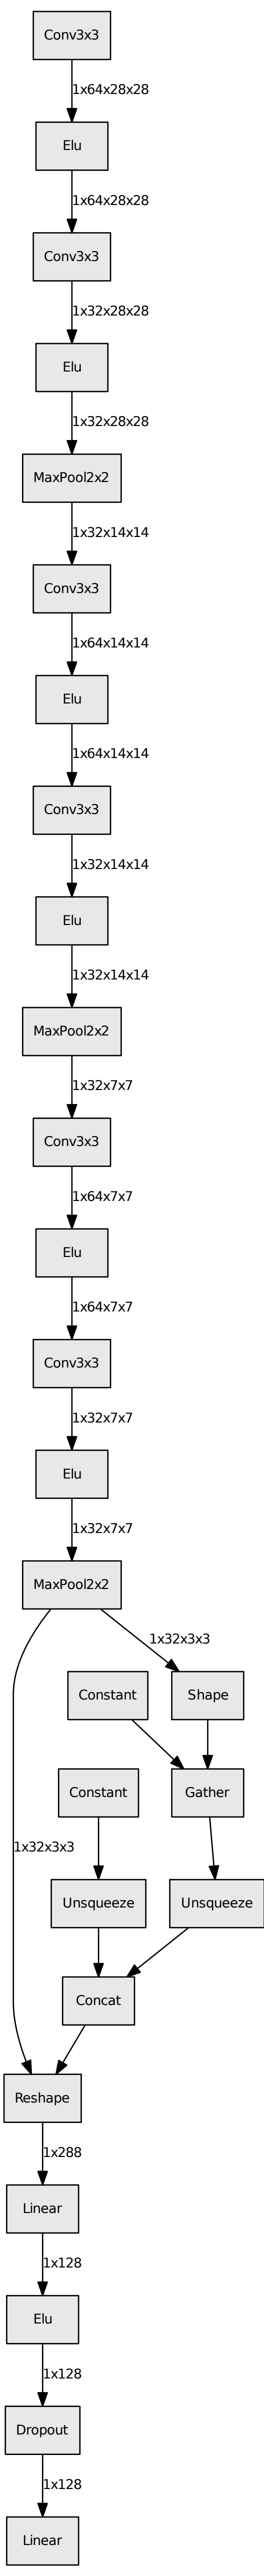 Conv3x3
1x64x28x28
Elu
1x64x28x28
Conv3x3
1x32x28x28
Elu
1x32x28x28
MaxPool2x2
1x32x14x14
Conv3x3
1x64x14x14
Elu
1x64x14x14
Conv3x3
1x32x14x14
Elu
1x32x14x14
MaxPool2x2
1x32x7x7
Conv3x3
1x64x7x7
Elu
1x64x7x7
Conv3x3
1x32x7x7
Elu
1x32x7x7
MaxPool2x2
1x32x3x3
Constant
Shape
Constant
Gather
1x32x3x3
Unsqueeze
Unsqueeze
Concat
Reshape
1x288
Linear
1x128
Elu
1x128
Dropout
1x128
Linear